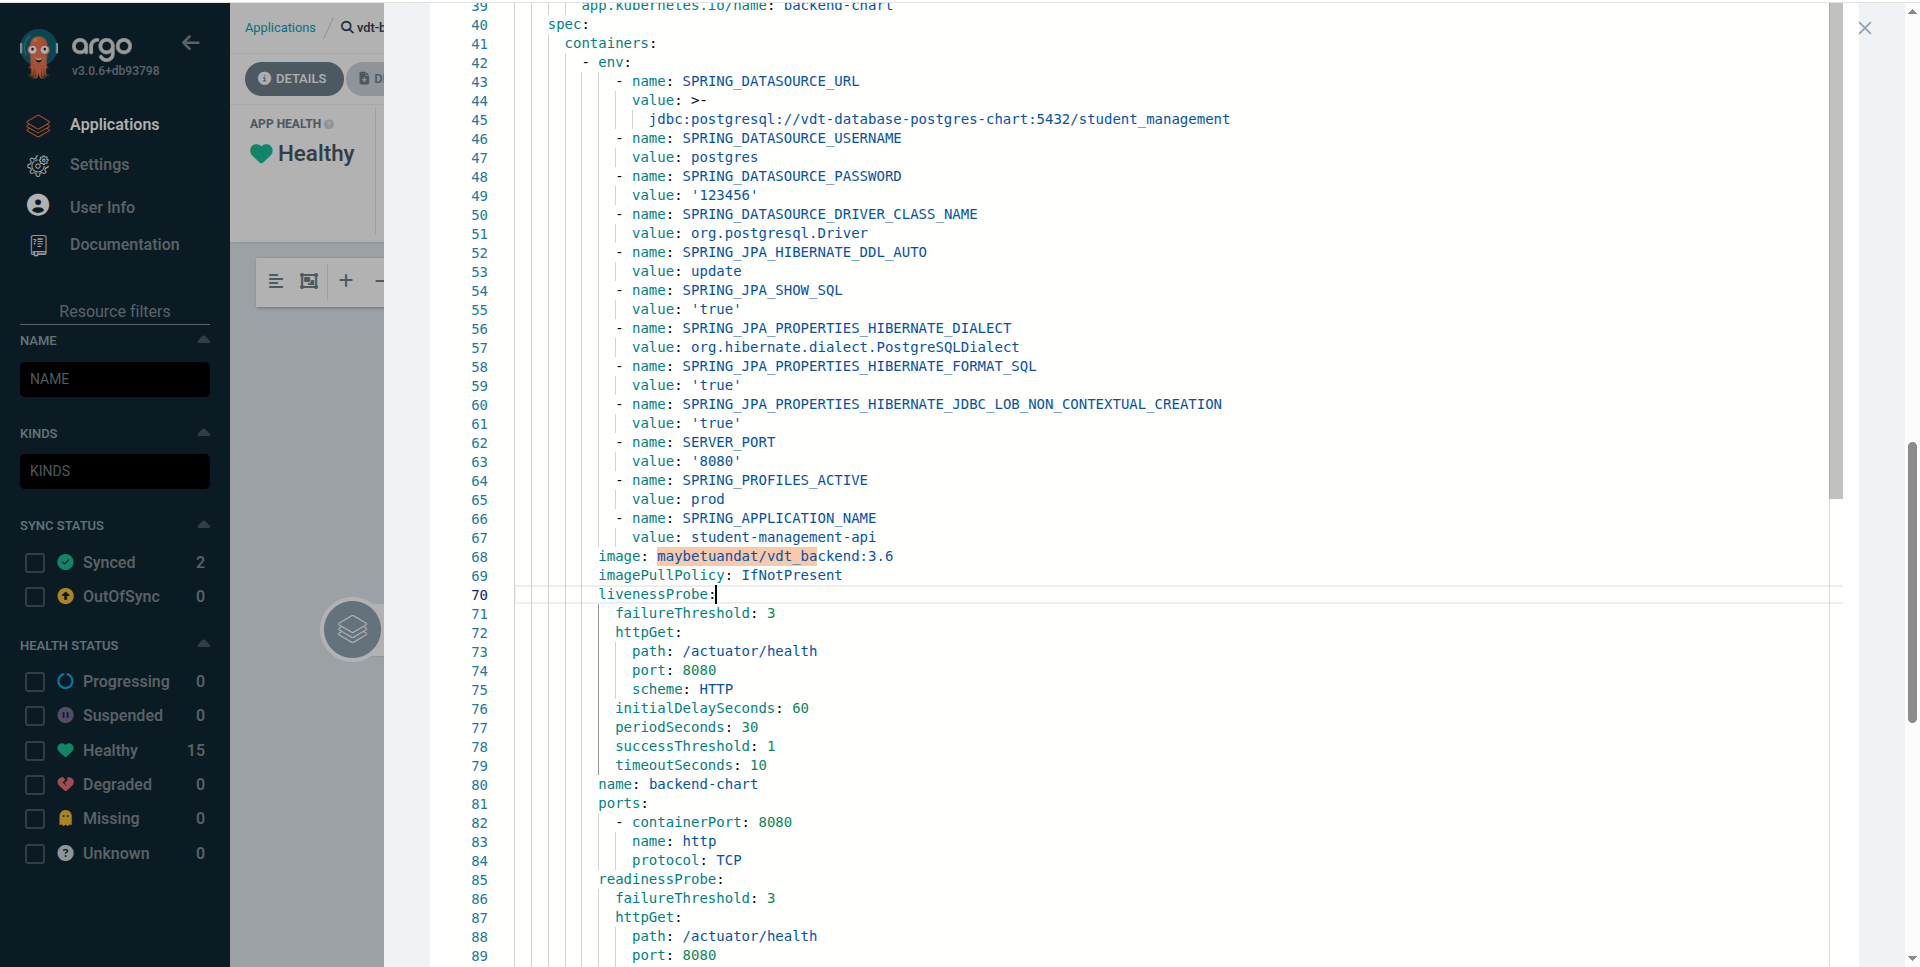 argo
v3.0.6+db93798
Applications
Settings
User Info
Documentation
Resource filters
NAME
NAME
KINDS
KINDS
SYNC STATUS
Synced 2
OutOfSync 0
HEALTH STATUS
Progressing 0
Suspended 0
Healthy 15
Degraded 0
Missing 0
Unknown 0
Applications / vdt-b
DETAILS
D
APP HEALTH
Healthy
39 app.kubernetes.io/name: backend-chart
40 spec:
41 containers:
42 - env:
43 - name: SPRING_DATASOURCE_URL
44 value: >-
45 jdbc:postgresql://vdt-database-postgres-chart:5432/student_management
46 - name: SPRING_DATASOURCE_USERNAME
47 value: postgres
48 - name: SPRING_DATASOURCE_PASSWORD
49 value: '123456'
50 - name: SPRING_DATASOURCE_DRIVER_CLASS_NAME
51 value: org.postgresql.Driver
52 - name: SPRING_JPA_HIBERNATE_DDL_AUTO
53 value: update
54 - name: SPRING_JPA_SHOW_SQL
55 value: 'true'
56 - name: SPRING_JPA_PROPERTIES_HIBERNATE_DIALECT
57 value: org.hibernate.dialect.PostgreSQLDialect
58 - name: SPRING_JPA_PROPERTIES_HIBERNATE_FORMAT_SQL
59 value: 'true'
60 - name: SPRING_JPA_PROPERTIES_HIBERNATE_JDBC_LOB_NON_CONTEXTUAL_CREATION
61 value: 'true'
62 - name: SERVER_PORT
63 value: '8080'
64 - name: SPRING_PROFILES_ACTIVE
65 value: prod
66 - name: SPRING_APPLICATION_NAME
67 value: student-management-api
68 image: maybetuandat/vdt_backend:3.6
69 imagePullPolicy: IfNotPresent
70 livenessProbe:
71 failureThreshold: 3
72 httpGet:
73 path: /actuator/health
74 port: 8080
75 scheme: HTTP
76 initialDelaySeconds: 60
77 periodSeconds: 30
78 successThreshold: 1
79 timeoutSeconds: 10
80 name: backend-chart
81 ports:
82 - containerPort: 8080
83 name: http
84 protocol: TCP
85 readinessProbe:
86 failureThreshold: 3
87 httpGet:
88 path: /actuator/health
89 port: 8080